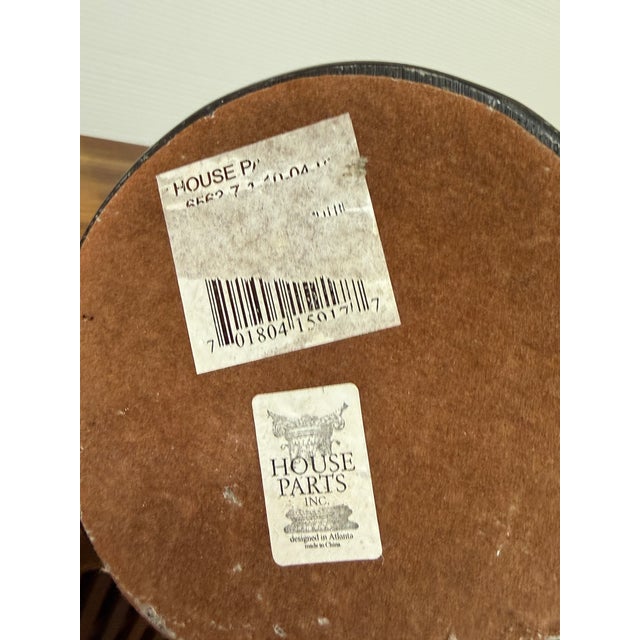 HOUSE PA
7 01804 15917 7
HOUSE
PARTS
INC.
designed in Atlanta
made in China